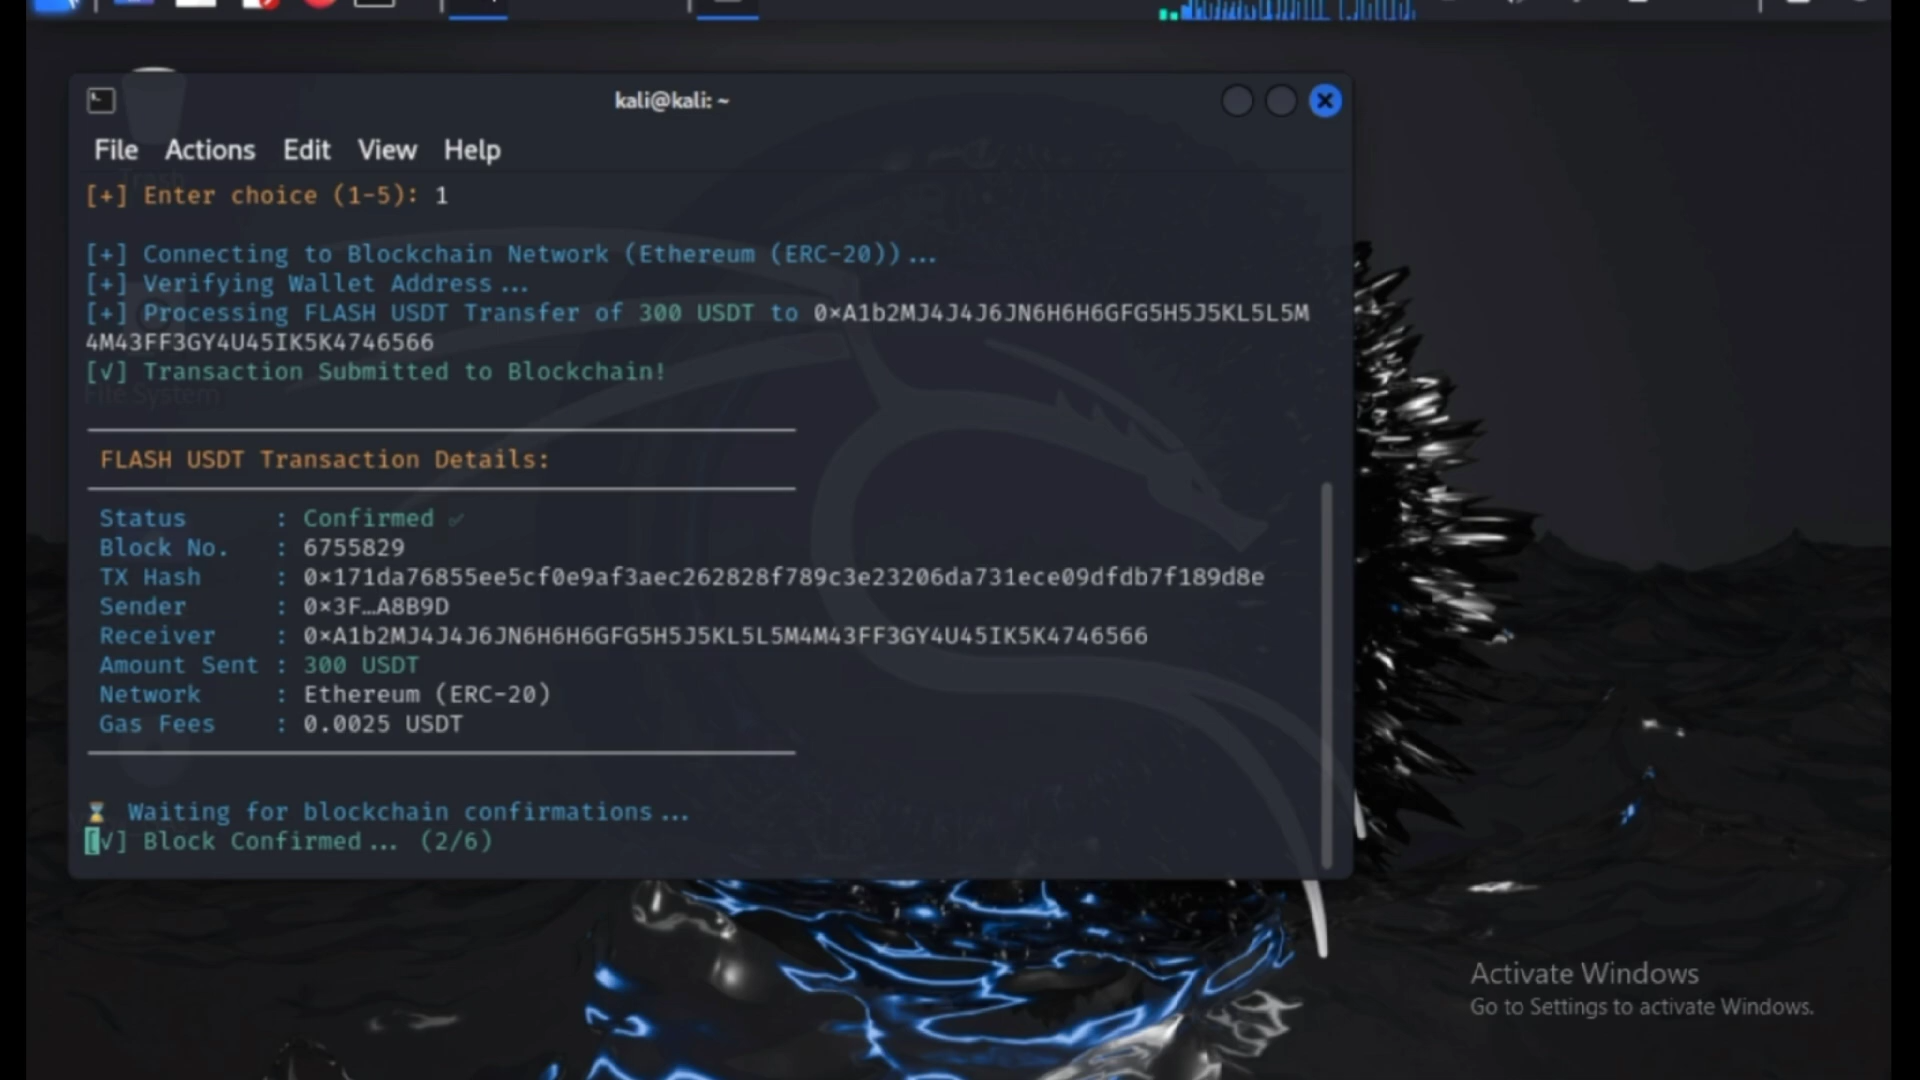 kali@kali: ~
File Actions Edit View Help
[+] Enter choice (1-5): 1
[+] Connecting to Blockchain Network (Ethereum (ERC-20))...
[+] Verifying Wallet Address...
[+] Processing FLASH USDT Transfer of 300 USDT to 0×A1b2MJ4J4J6JN6H6H6GFG5H5J5KL5L5M
4M43FF3GY4U45IK5K4746566
[√] Transaction Submitted to Blockchain!
File System
FLASH USDT Transaction Details:
Status : Confirmed ✓
Block No. : 6755829
TX Hash : 0×171da76855ee5cf0e9af3aec262828f789c3e23206da731ece09dfdb7f189d8e
Sender : 0×3F…A8B9D
Receiver : 0×A1b2MJ4J4J6JN6H6H6GFG5H5J5KL5L5M4M43FF3GY4U45IK5K4746566
Amount Sent : 300 USDT
Network : Ethereum (ERC-20)
Gas Fees : 0.0025 USDT
⌛ Waiting for blockchain confirmations...
[√] Block Confirmed... (2/6)
Activate Windows
Go to Settings to activate Windows.